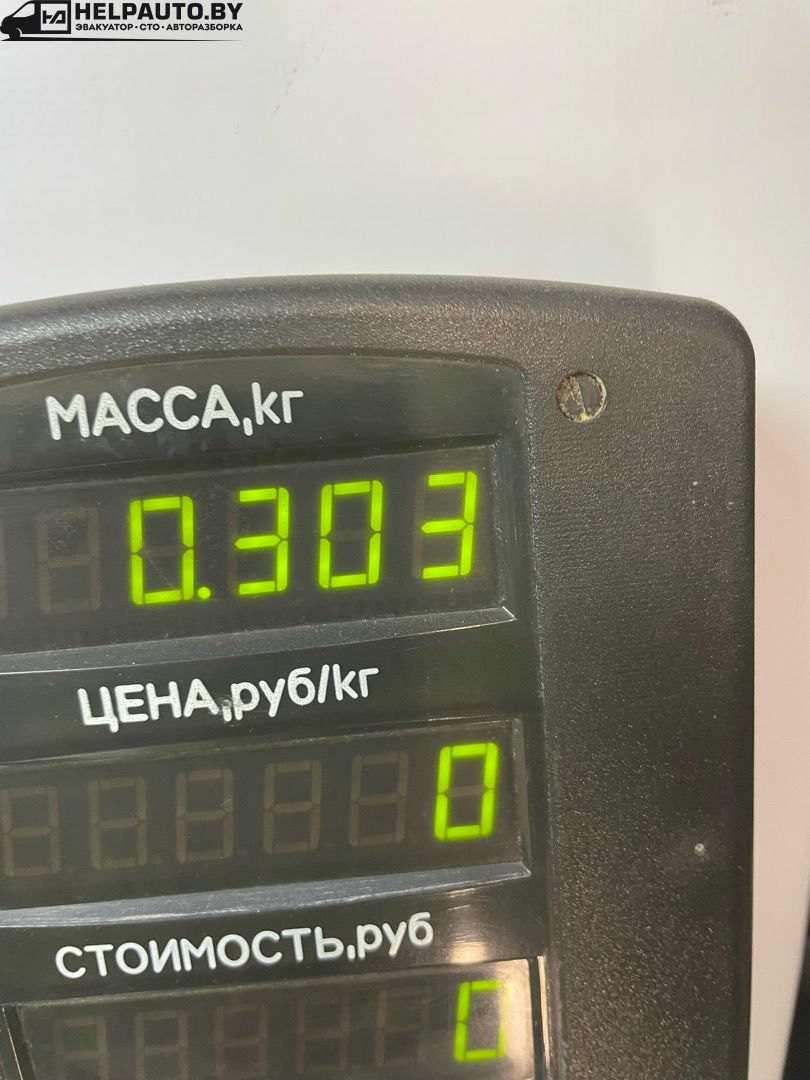 HELPAUTO.BY
ЭВАКУАТОР·СТО·АВТОРАЗБОРКА
МАССА,кг
0.303
ЦЕНА,руб/кг
0
СТОИМОСТЬ,руб
0